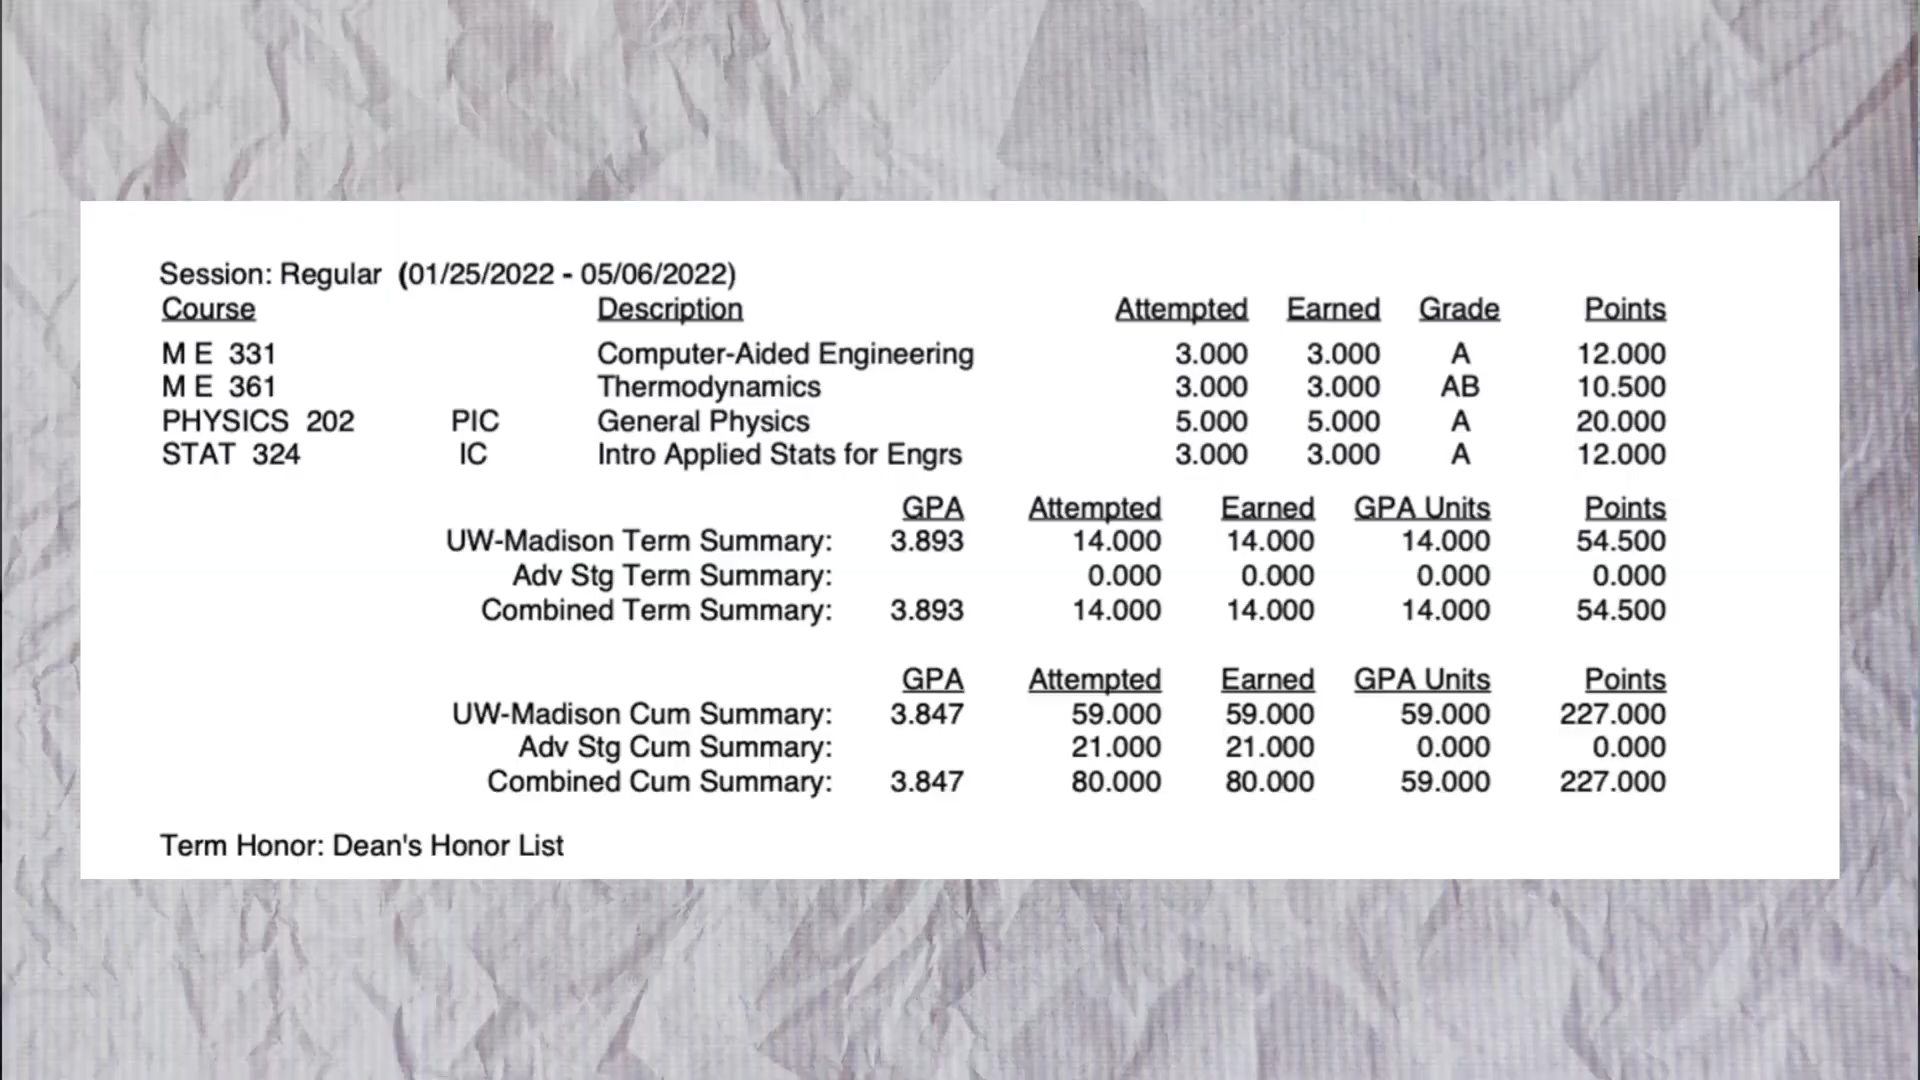 Session: Regular (01/25/2022 - 05/06/2022)
Course Description Attempted Earned Grade Points
M E 331 Computer-Aided Engineering 3.000 3.000 A 12.000
M E 361 Thermodynamics 3.000 3.000 AB 10.500
PHYSICS 202 PIC General Physics 5.000 5.000 A 20.000
STAT 324 IC Intro Applied Stats for Engrs 3.000 3.000 A 12.000
GPA Attempted Earned GPA Units Points
UW-Madison Term Summary: 3.893 14.000 14.000 14.000 54.500
Adv Stg Term Summary: 0.000 0.000 0.000 0.000
Combined Term Summary: 3.893 14.000 14.000 14.000 54.500
GPA Attempted Earned GPA Units Points
UW-Madison Cum Summary: 3.847 59.000 59.000 59.000 227.000
Adv Stg Cum Summary: 21.000 21.000 0.000 0.000
Combined Cum Summary: 3.847 80.000 80.000 59.000 227.000
Term Honor: Dean's Honor List